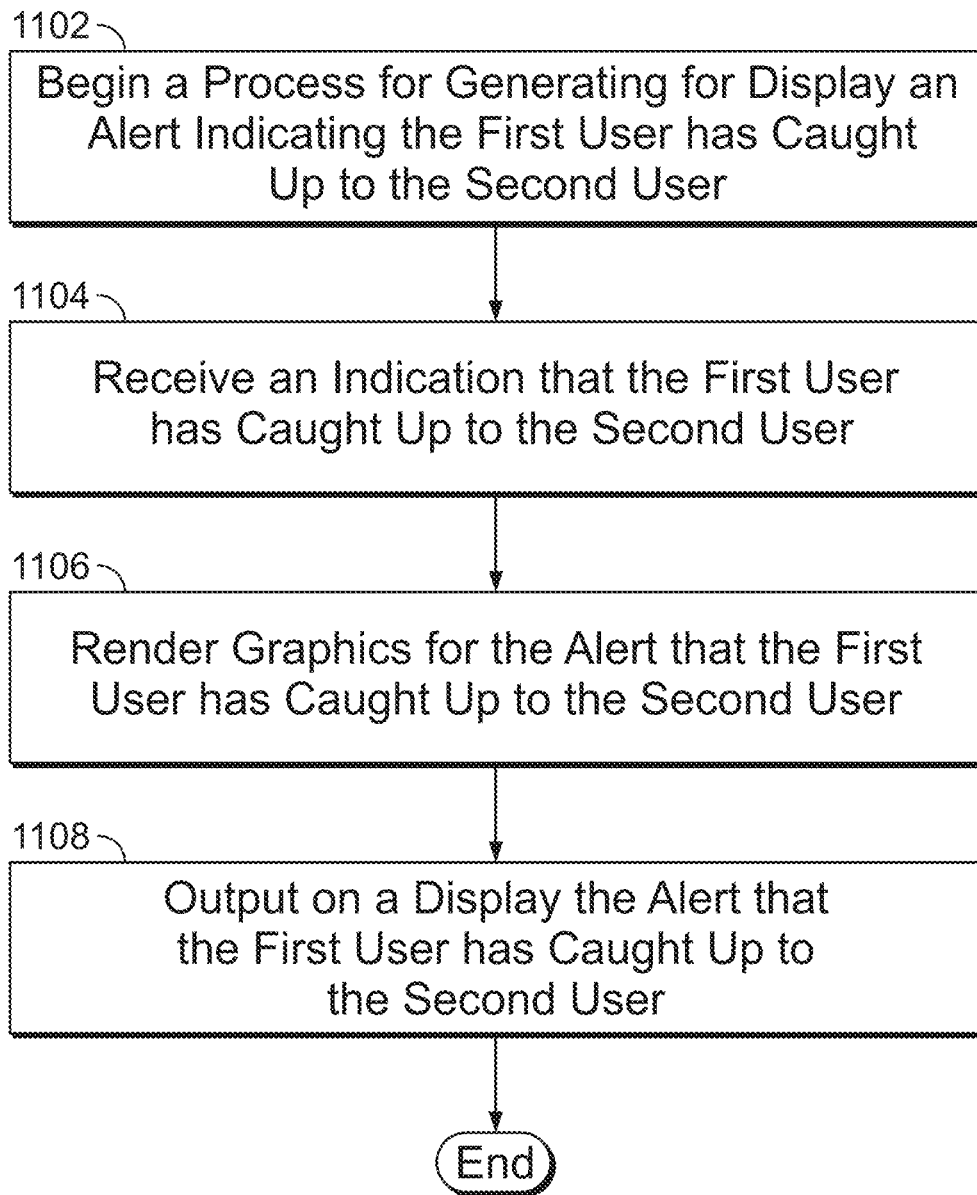 1102
Begin a Process for Generating for Display an
Alert Indicating the First User has Caught
Up to the Second User
1104
Receive an Indication that the First User
has Caught Up to the Second User
1106
Render Graphics for the Alert that the First
User has Caught Up to the Second User
1108
Output on a Display the Alert that
the First User has Caught Up to
the Second User
End